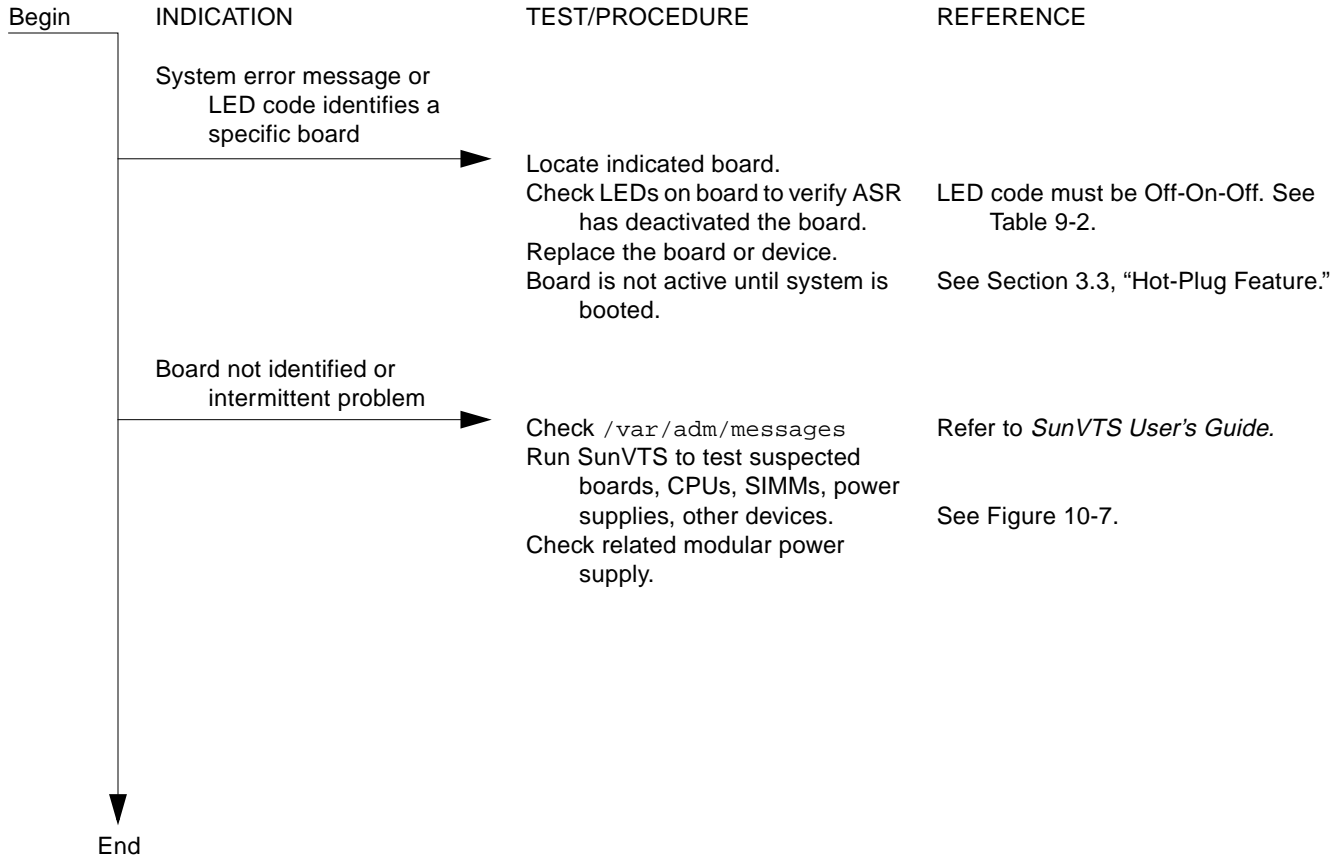 Begin INDICATION TEST/PROCEDURE REFERENCE
System error message or
LED code identifies a
specific board
Locate indicated board.
Check LEDs on board to verify ASR LED code must be Off-On-Off. See
has deactivated the board. Table 9-2.
Replace the board or device.
Board is not active until system is See Section 3.3, “Hot-Plug Feature.”
booted.
Board not identified or
intermittent problem
Check /var/adm/messages Refer to SunVTS User's Guide.
Run SunVTS to test suspected
boards, CPUs, SIMMs, power
supplies, other devices. See Figure 10-7.
Check related modular power
supply.
End